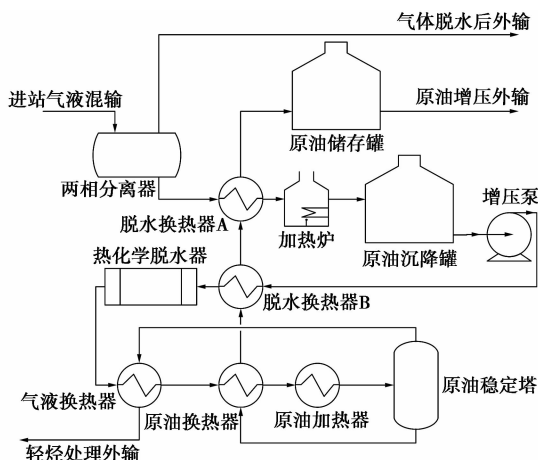 气体脱水后外输
进站气液混输
原油增压外输
原油储存罐
两相分离器
增压泵
脱水换热器A
加热炉
原油沉降罐
热化学脱水器
脱水换热器B
原油稳定塔
气液换热器
原油换热器
原油加热器
轻烃处理外输